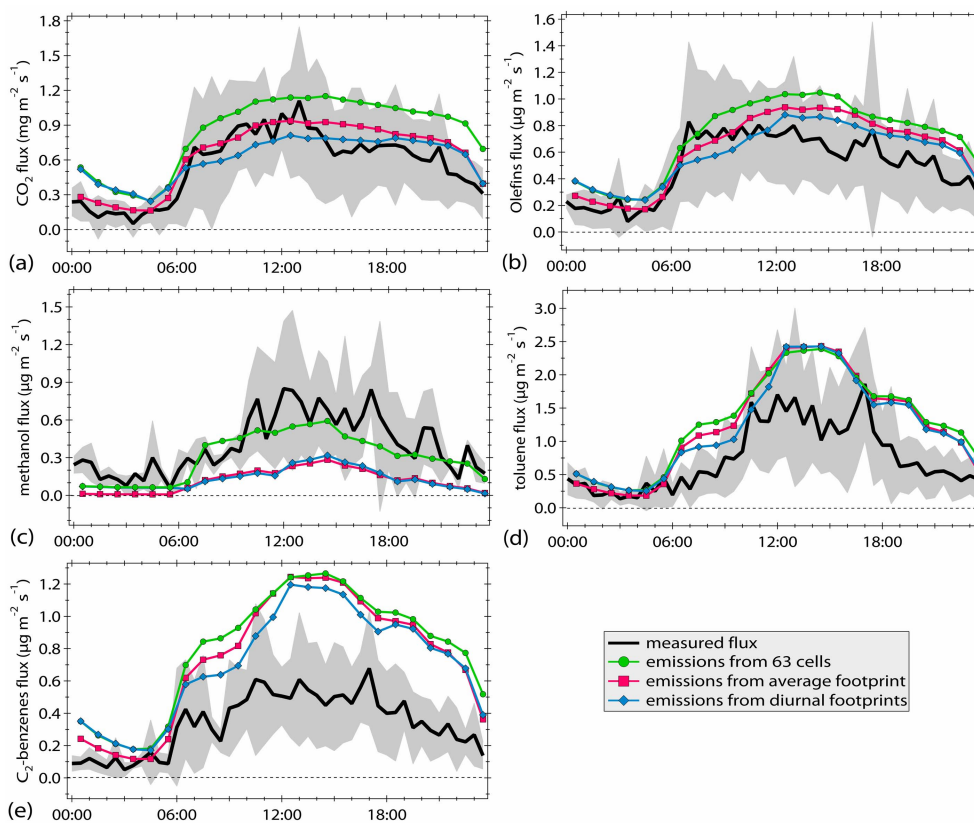 1.8
1.5
1.2
0.9
0.6
0.3
0.0
CO₂ flux (mg m⁻² s⁻¹)
(a)
00:00 06:00 12:00 18:00
1.6
1.4
1.2
1.0
0.8
0.6
0.4
0.2
0.0
Olefins flux (µg m⁻² s⁻¹)
(b)
00:00 06:00 12:00 18:00
1.5
1.2
0.9
0.6
0.3
0.0
methanol flux (µg m⁻² s⁻¹)
(c)
00:00 06:00 12:00 18:00
3.0
2.5
2.0
1.5
1.0
0.5
0.0
toluene flux (µg m⁻² s⁻¹)
(d)
00:00 06:00 12:00 18:00
1.2
1.0
0.8
0.6
0.4
0.2
0.0
C₂-benzenes flux (µg m⁻² s⁻¹)
(e)
00:00 06:00 12:00 18:00
measured flux
emissions from 63 cells
emissions from average footprint
emissions from diurnal footprints